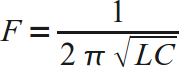 F = 1 / 2 π √LC